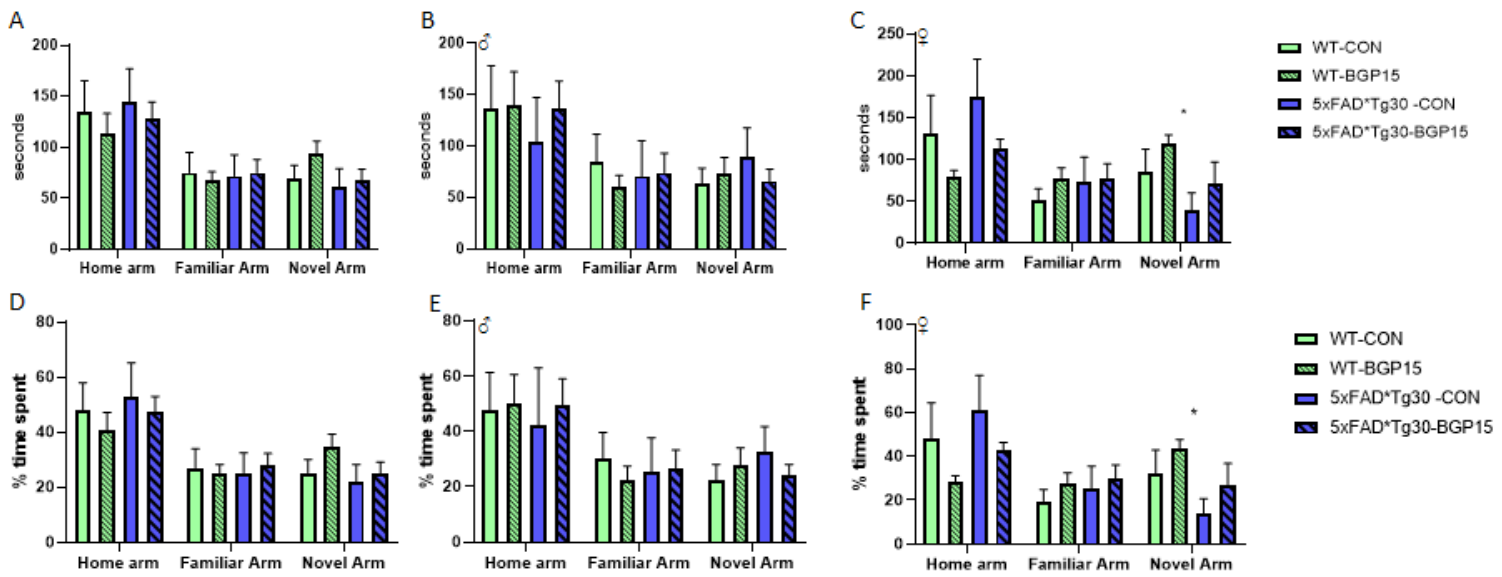 A
B
C
200
150
100
50
0
seconds
Home arm
Familiar Arm
Novel Arm
♂
200
150
100
50
0
seconds
Home arm
Familiar Arm
Novel Arm
♀
250
200
150
100
50
0
seconds
*
Home arm
Familiar Arm
Novel Arm
WT-CON
WT-BGP15
5xFAD*Tg30 -CON
5xFAD*Tg30-BGP15
D
E
F
80
60
40
20
0
% time spent
Home arm
Familiar Arm
Novel Arm
♂
80
60
40
20
0
% time spent
Home arm
Familiar Arm
Novel Arm
♀
100
80
60
40
20
0
% time spent
*
Home arm
Familiar Arm
Novel Arm
WT-CON
WT-BGP15
5xFAD*Tg30 -CON
5xFAD*Tg30-BGP15